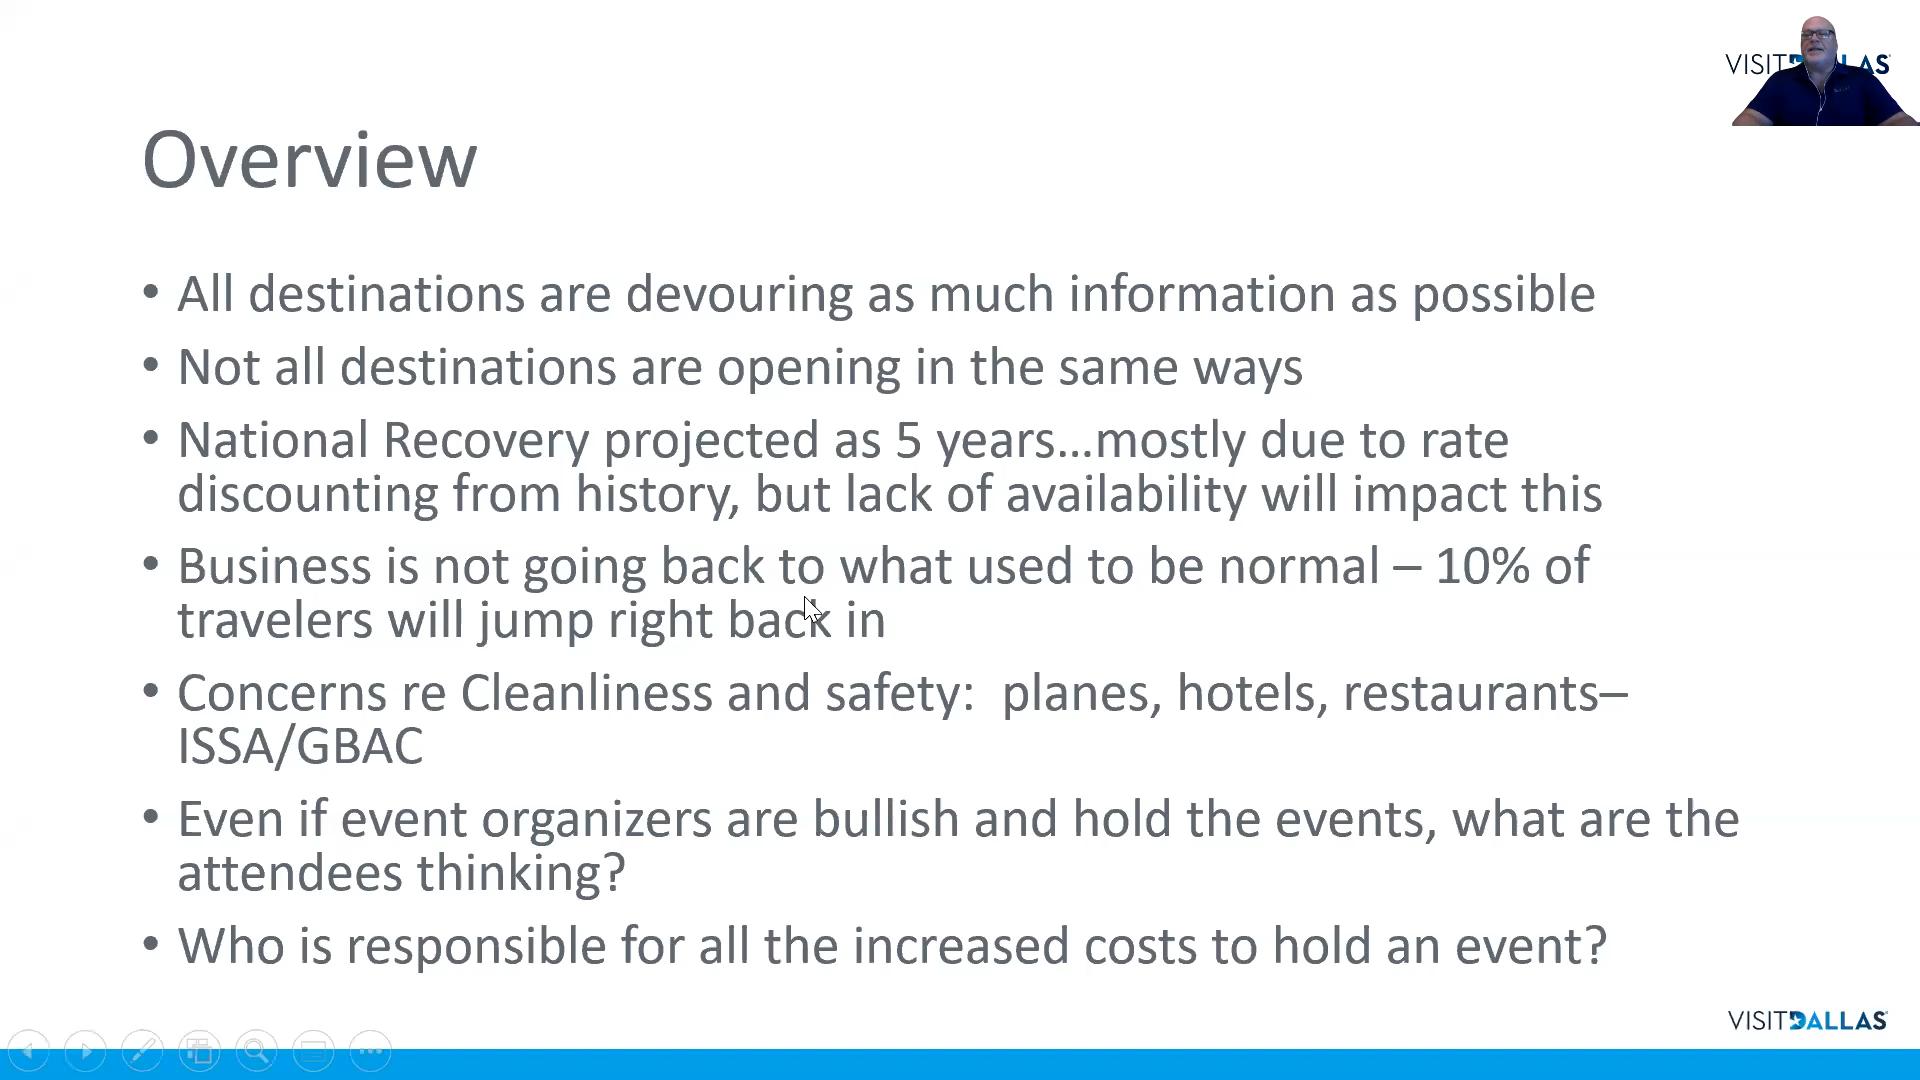 VISITDALLAS
Overview
• All destinations are devouring as much information as possible
• Not all destinations are opening in the same ways
• National Recovery projected as 5 years...mostly due to rate
discounting from history, but lack of availability will impact this
• Business is not going back to what used to be normal – 10% of
travelers will jump right back in
• Concerns re Cleanliness and safety:  planes, hotels, restaurants–
ISSA/GBAC
• Even if event organizers are bullish and hold the events, what are the
attendees thinking?
• Who is responsible for all the increased costs to hold an event?
VISITDALLAS